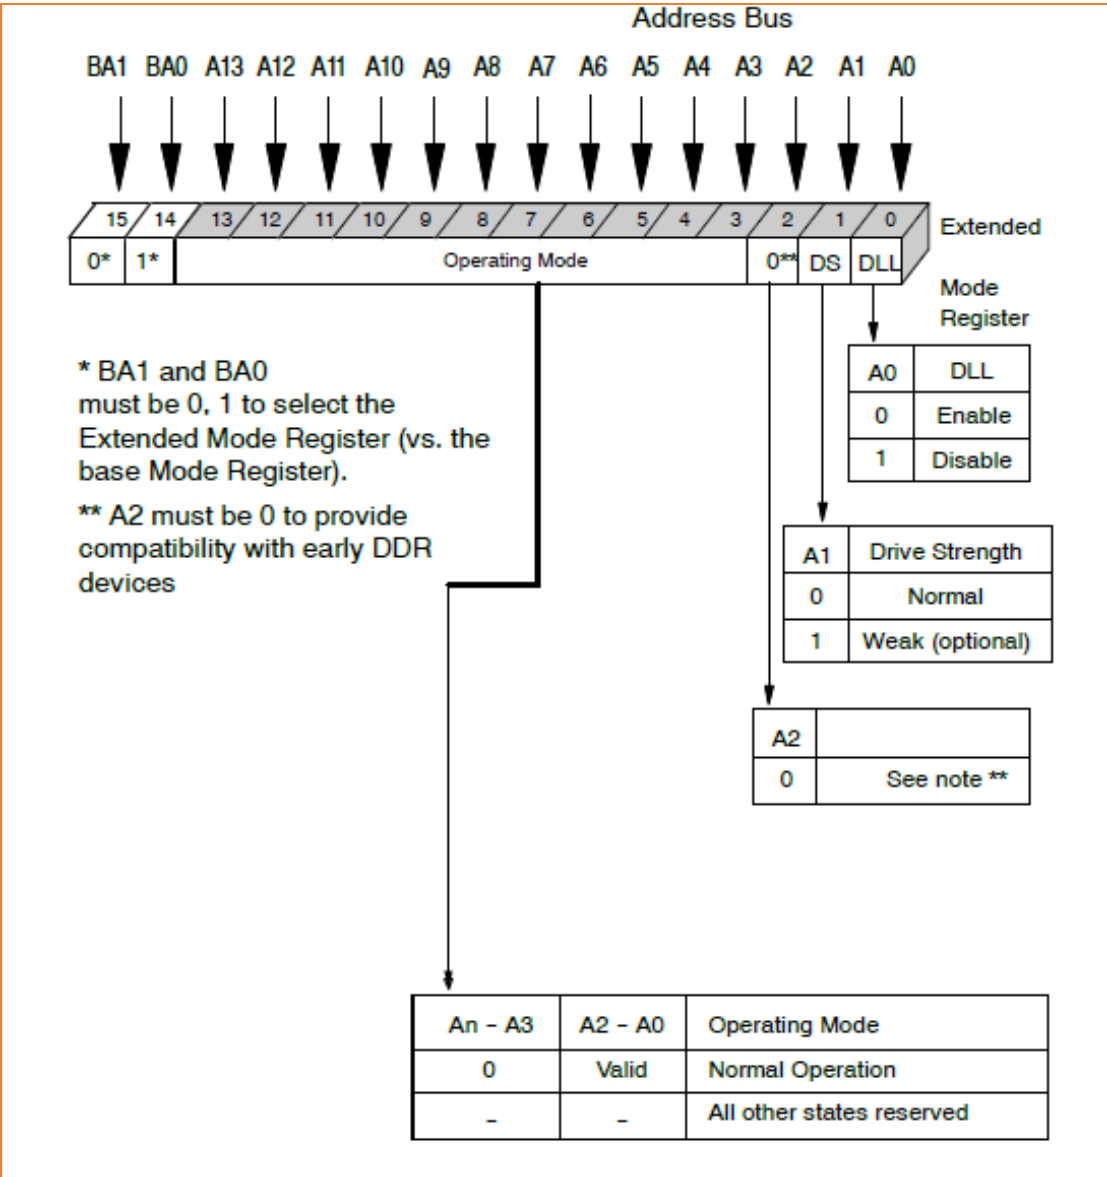 Address Bus
BA1 BA0 A13 A12 A11 A10 A9 A8 A7 A6 A5 A4 A3 A2 A1 A0
15 14 13 12 11 10 9 8 7 6 5 4 3 2 1 0
Extended
0* 1* Operating Mode 0** DS DLL
Mode
Register
* BA1 and BA0
must be 0, 1 to select the
Extended Mode Register (vs. the
base Mode Register).
** A2 must be 0 to provide
compatibility with early DDR
devices
A0 DLL
0 Enable
1 Disable
A1 Drive Strength
0 Normal
1 Weak (optional)
A2
0 See note **
An - A3 A2 - A0 Operating Mode
0 Valid Normal Operation
- - All other states reserved